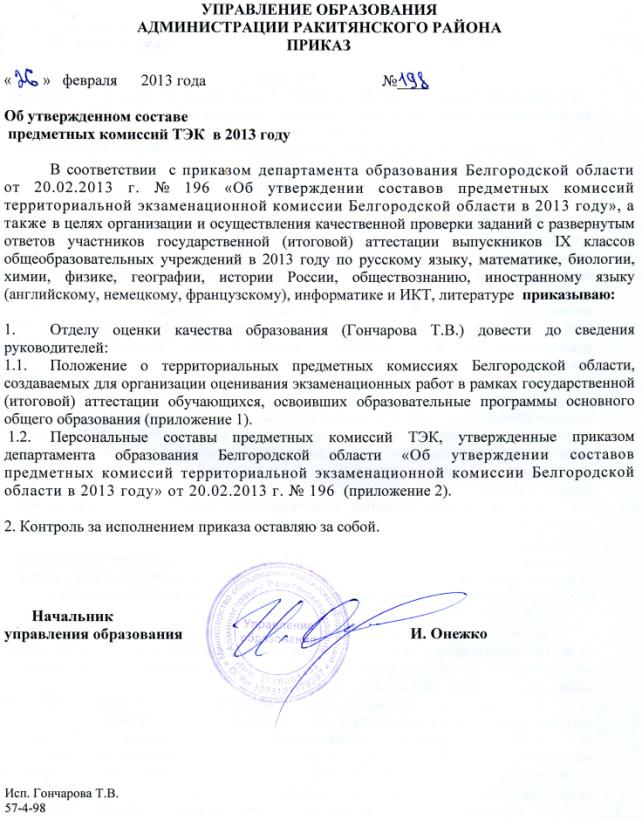 УПРАВЛЕНИЕ ОБРАЗОВАНИЯ
АДМИНИСТРАЦИИ РАКИТЯНСКОГО РАЙОНА
ПРИКАЗ
« 26 » февраля 2013 года №198
Об утвержденном составе
предметных комиссий ТЭК в 2013 году
В соответствии с приказом департамента образования Белгородской области
от 20.02.2013 г. № 196 «Об утверждении составов предметных комиссий
территориальной экзаменационной комиссии Белгородской области в 2013 году», а
также в целях организации и осуществления качественной проверки заданий с развернутым
ответов участников государственной (итоговой) аттестации выпускников IX классов
общеобразовательных учреждений в 2013 году по русскому языку, математике, биологии,
химии, физике, географии, истории России, обществознанию, иностранному языку
(английскому, немецкому, французскому), информатике и ИКТ, литературе приказываю:
1. Отделу оценки качества образования (Гончарова Т.В.) довести до сведения
руководителей:
1.1. Положение о территориальных предметных комиссиях Белгородской области,
создаваемых для организации оценивания экзаменационных работ в рамках государственной
(итоговой) аттестации обучающихся, освоивших образовательные программы основного
общего образования (приложение 1).
1.2. Персональные составы предметных комиссий ТЭК, утвержденные приказом
департамента образования Белгородской области «Об утверждении составов
предметных комиссий территориальной экзаменационной комиссии Белгородской
области в 2013 году» от 20.02.2013 г. № 196 (приложение 2).
2. Контроль за исполнением приказа оставляю за собой.
Начальник
управления образования И. Онежко
Управление
образования
Исп. Гончарова Т.В.
57-4-98